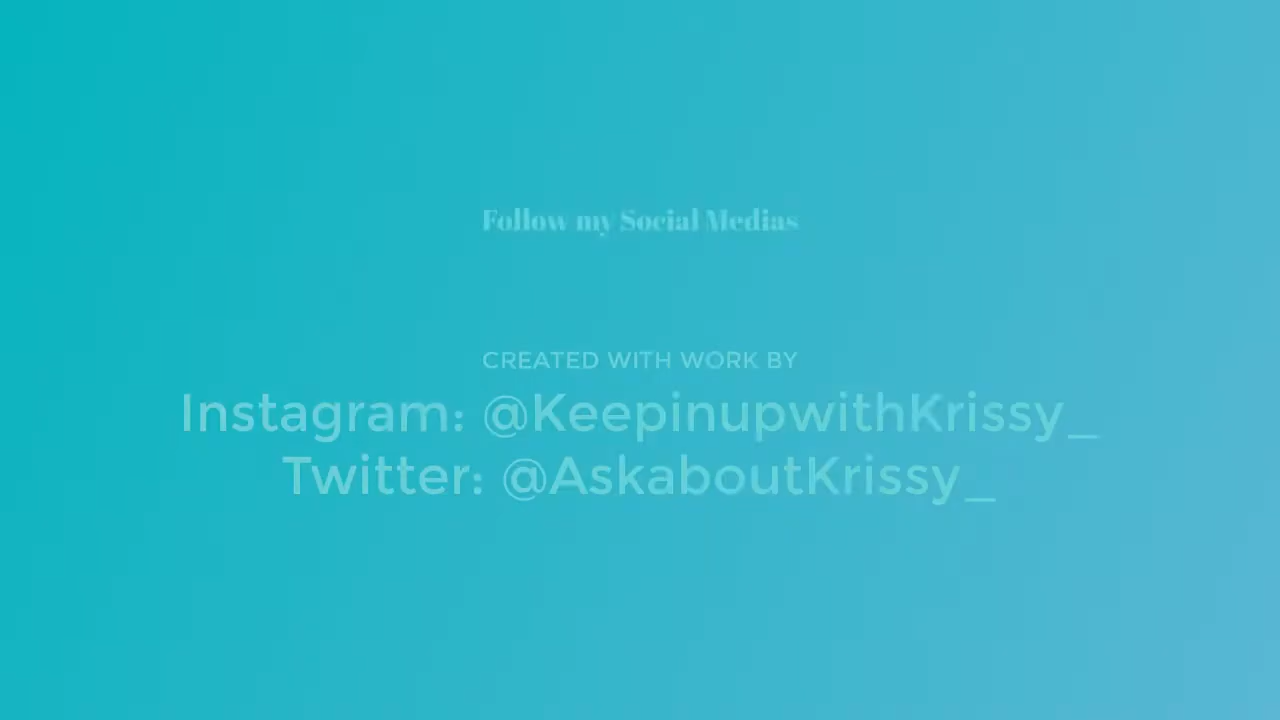 Follow my Social Medias
CREATED WITH WORK BY
Instagram: @KeepinupwithKrissy_
Twitter: @AskaboutKrissy_